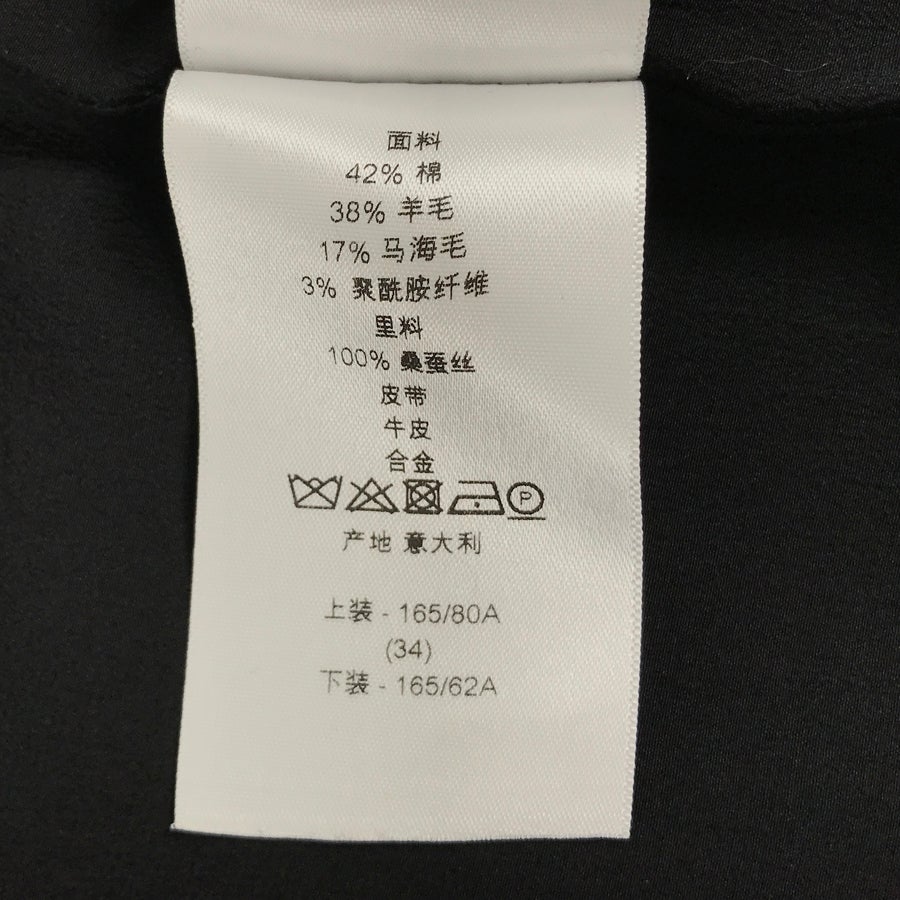 面料
42% 棉
38% 羊毛
17% 马海毛
3% 聚酰胺纤维
里料
100% 桑蚕丝
皮带
牛皮
合金
P
产地 意大利
上装 - 165/80A
(34)
下装 - 165/62A